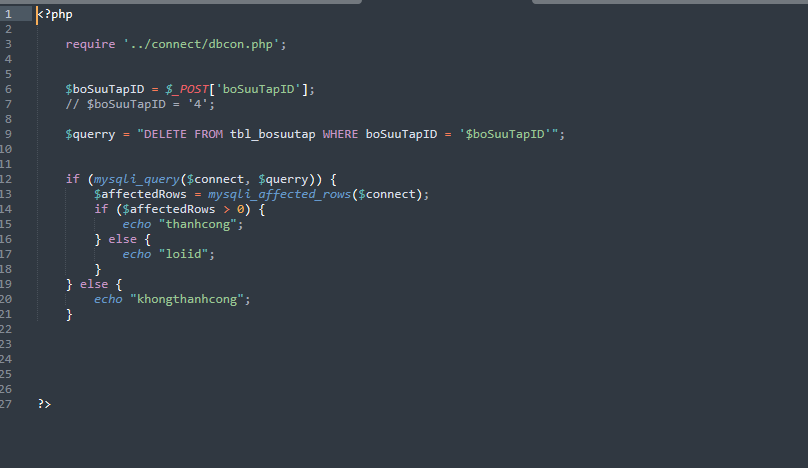 1 <?php
2
3 require '../connect/dbcon.php';
4
5
6 $boSuuTapID = $_POST['boSuuTapID'];
7 // $boSuuTapID = '4';
8
9 $querry = "DELETE FROM tbl_bosuutap WHERE boSuuTapID = '$boSuuTapID'";
10
11
12 if (mysqli_query($connect, $querry)) {
13 $affectedRows = mysqli_affected_rows($connect);
14 if ($affectedRows > 0) {
15 echo "thanhcong";
16 } else {
17 echo "loiid";
18 }
19 } else {
20 echo "khongthanhcong";
21 }
22
23
24
25
26
27 ?>